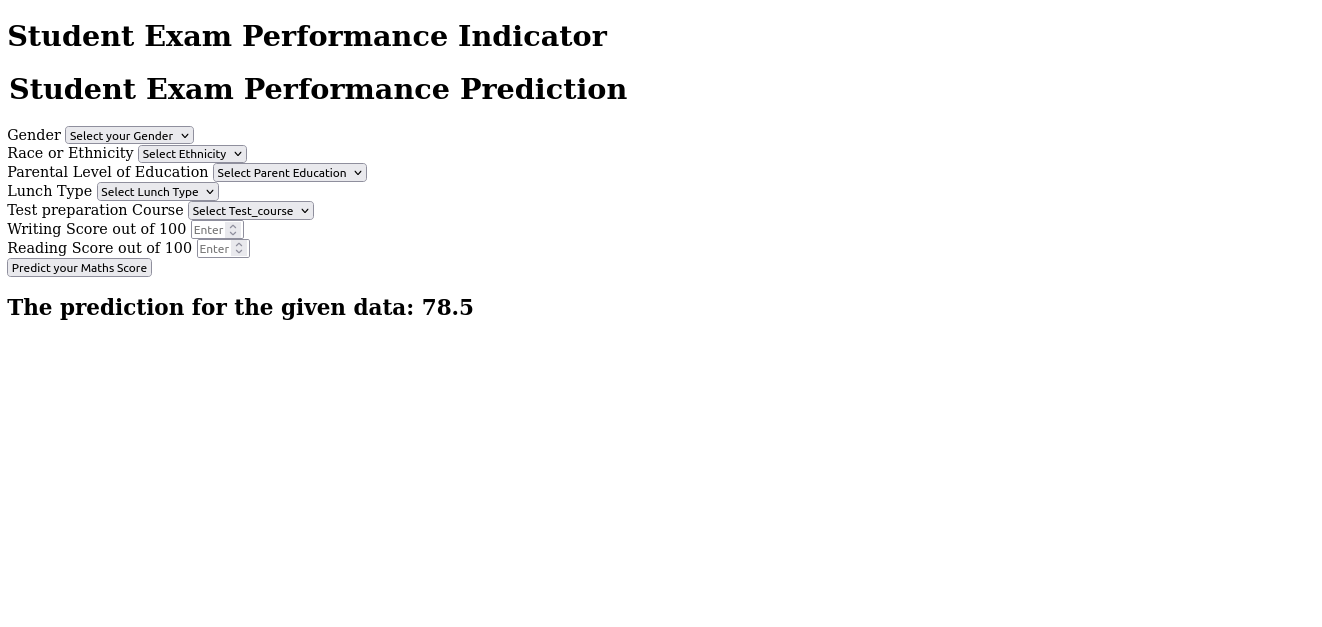 Student Exam Performance Indicator
Student Exam Performance Prediction
Gender Select your Gender
Race or Ethnicity Select Ethnicity
Parental Level of Education Select Parent Education
Lunch Type Select Lunch Type
Test preparation Course Select Test_course
Writing Score out of 100 Enter
Reading Score out of 100 Enter
Predict your Maths Score
The prediction for the given data: 78.5